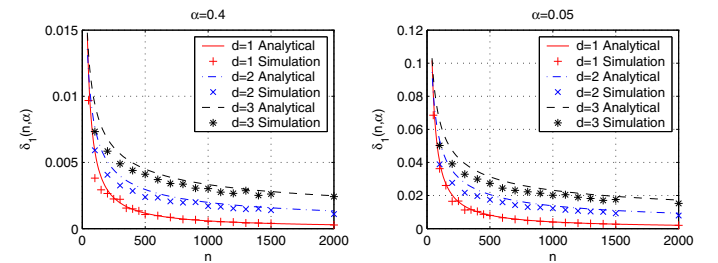 α=0.4
0.015
0.01
0.005
0
δ1(n,α)
d=1 Analytical
d=1 Simulation
d=2 Analytical
d=2 Simulation
d=3 Analytical
d=3 Simulation
0 500 1000 1500 2000
n
α=0.05
0.12
0.1
0.08
0.06
0.04
0.02
0
δ1(n,α)
d=1 Analytical
d=1 Simulation
d=2 Analytical
d=2 Simulation
d=3 Analytical
d=3 Simulation
0 500 1000 1500 2000
n